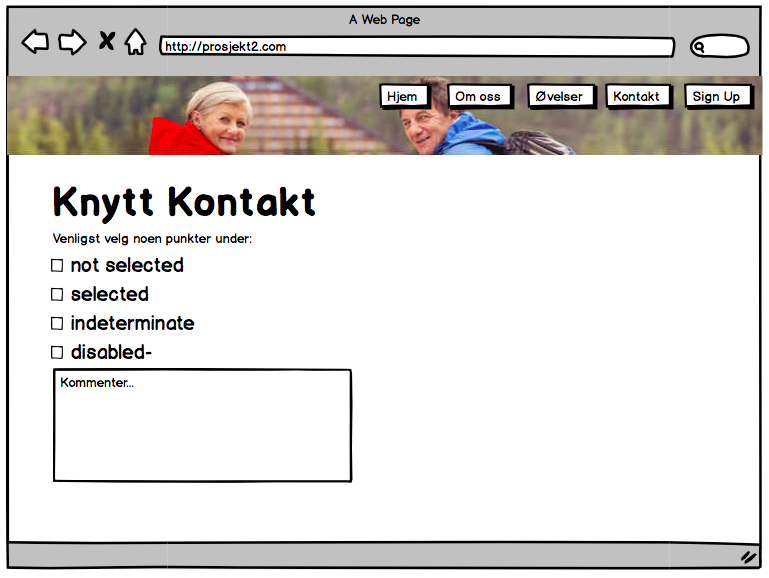 A Web Page
http://prosjekt2.com
Hjem Om oss Øvelser Kontakt Sign Up
Knytt Kontakt
Venligst velg noen punkter under:
not selected
selected
indeterminate
disabled-
Kommenter...